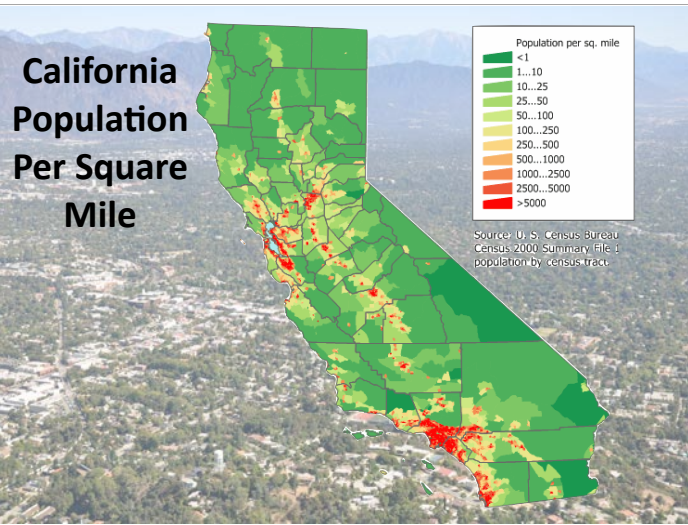 California
Population
Per Square
Mile
Population per sq. mile
<1
1...10
10...25
25...50
50...100
100...250
250...500
500...1000
1000...2500
2500...5000
>5000
Source: U. S. Census Bureau
Census 2000 Summary File 1
population by census tract.